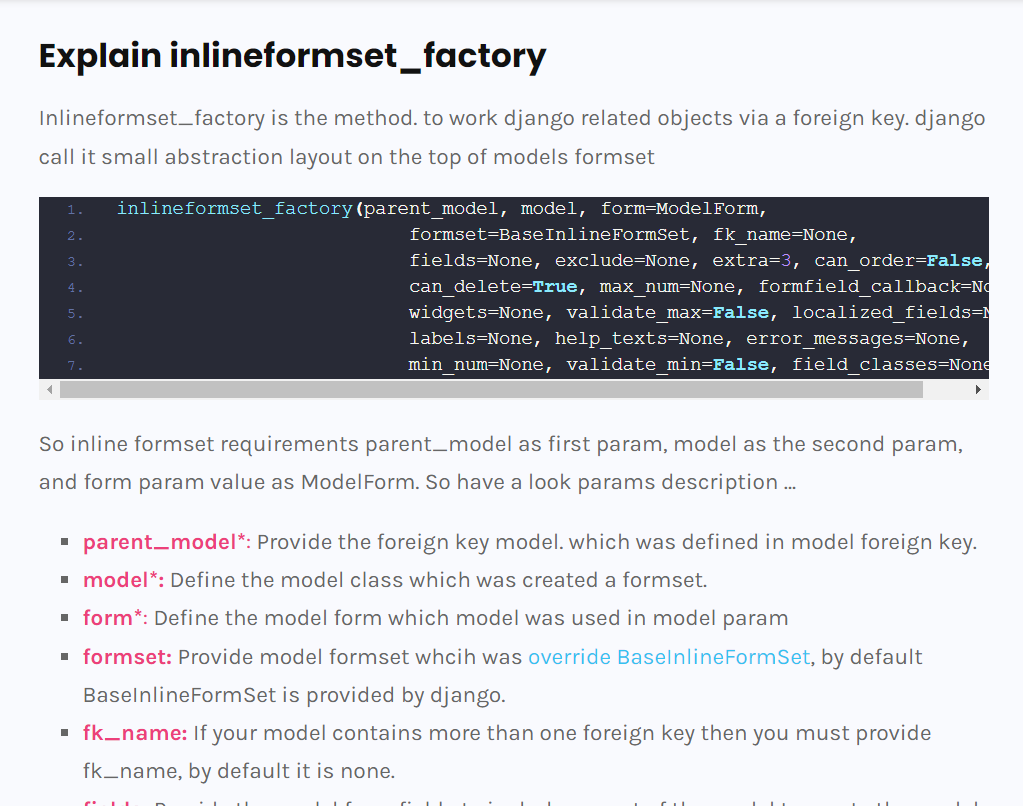 Explain inlineformset_factory
Inlineformset_factory is the method. to work django related objects via a foreign key. django
call it small abstraction layout on the top of models formset
1. inlineformset_factory(parent_model, model, form=ModelForm,
2. formset=BaseInlineFormSet, fk_name=None,
3. fields=None, exclude=None, extra=3, can_order=False,
4. can_delete=True, max_num=None, formfield_callback=No
5. widgets=None, validate_max=False, localized_fields=N
6. labels=None, help_texts=None, error_messages=None,
7. min_num=None, validate_min=False, field_classes=None
So inline formset requirements parent_model as first param, model as the second param,
and form param value as ModelForm. So have a look params description ...
▪ parent_model*: Provide the foreign key model. which was defined in model foreign key.
▪ model*: Define the model class which was created a formset.
▪ form*: Define the model form which model was used in model param
▪ formset: Provide model formset whcih was override BaseInlineFormSet, by default
BaseInlineFormSet is provided by django.
▪ fk_name: If your model contains more than one foreign key then you must provide
fk_name, by default it is none.